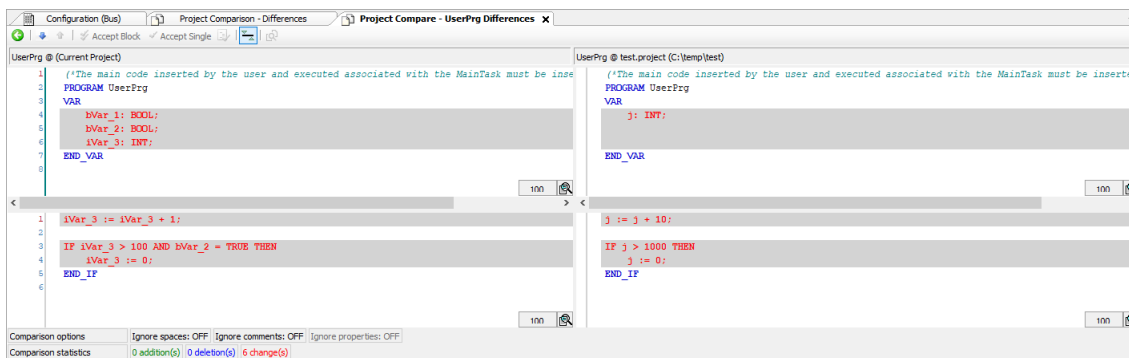 Configuration (Bus) Project Comparison - Differences Project Compare - UserPrg Differences X
Accept Block Accept Single
UserPrg @ (Current Project) UserPrg @ test.project (C:\temp\test)
1 (*The main code inserted by the user and executed associated with the MainTask must be inse
2 PROGRAM UserPrg
3 VAR
4 bVar_1: BOOL;
5 bVar_2: BOOL;
6 iVar_3: INT;
7 END_VAR
8
100
(*The main code inserted by the user and executed associated with the MainTask must be inserte
PROGRAM UserPrg
VAR
j: INT;
END_VAR
100
1 iVar_3 := iVar_3 + 1;
2
3 IF iVar_3 > 100 AND bVar_2 = TRUE THEN
4 iVar_3 := 0;
5 END_IF
6
100
j := j + 10;
IF j > 1000 THEN
j := 0;
END_IF
100
Comparison options Ignore spaces: OFF Ignore comments: OFF Ignore properties: OFF
Comparison statistics 0 addition(s) 0 deletion(s) 6 change(s)